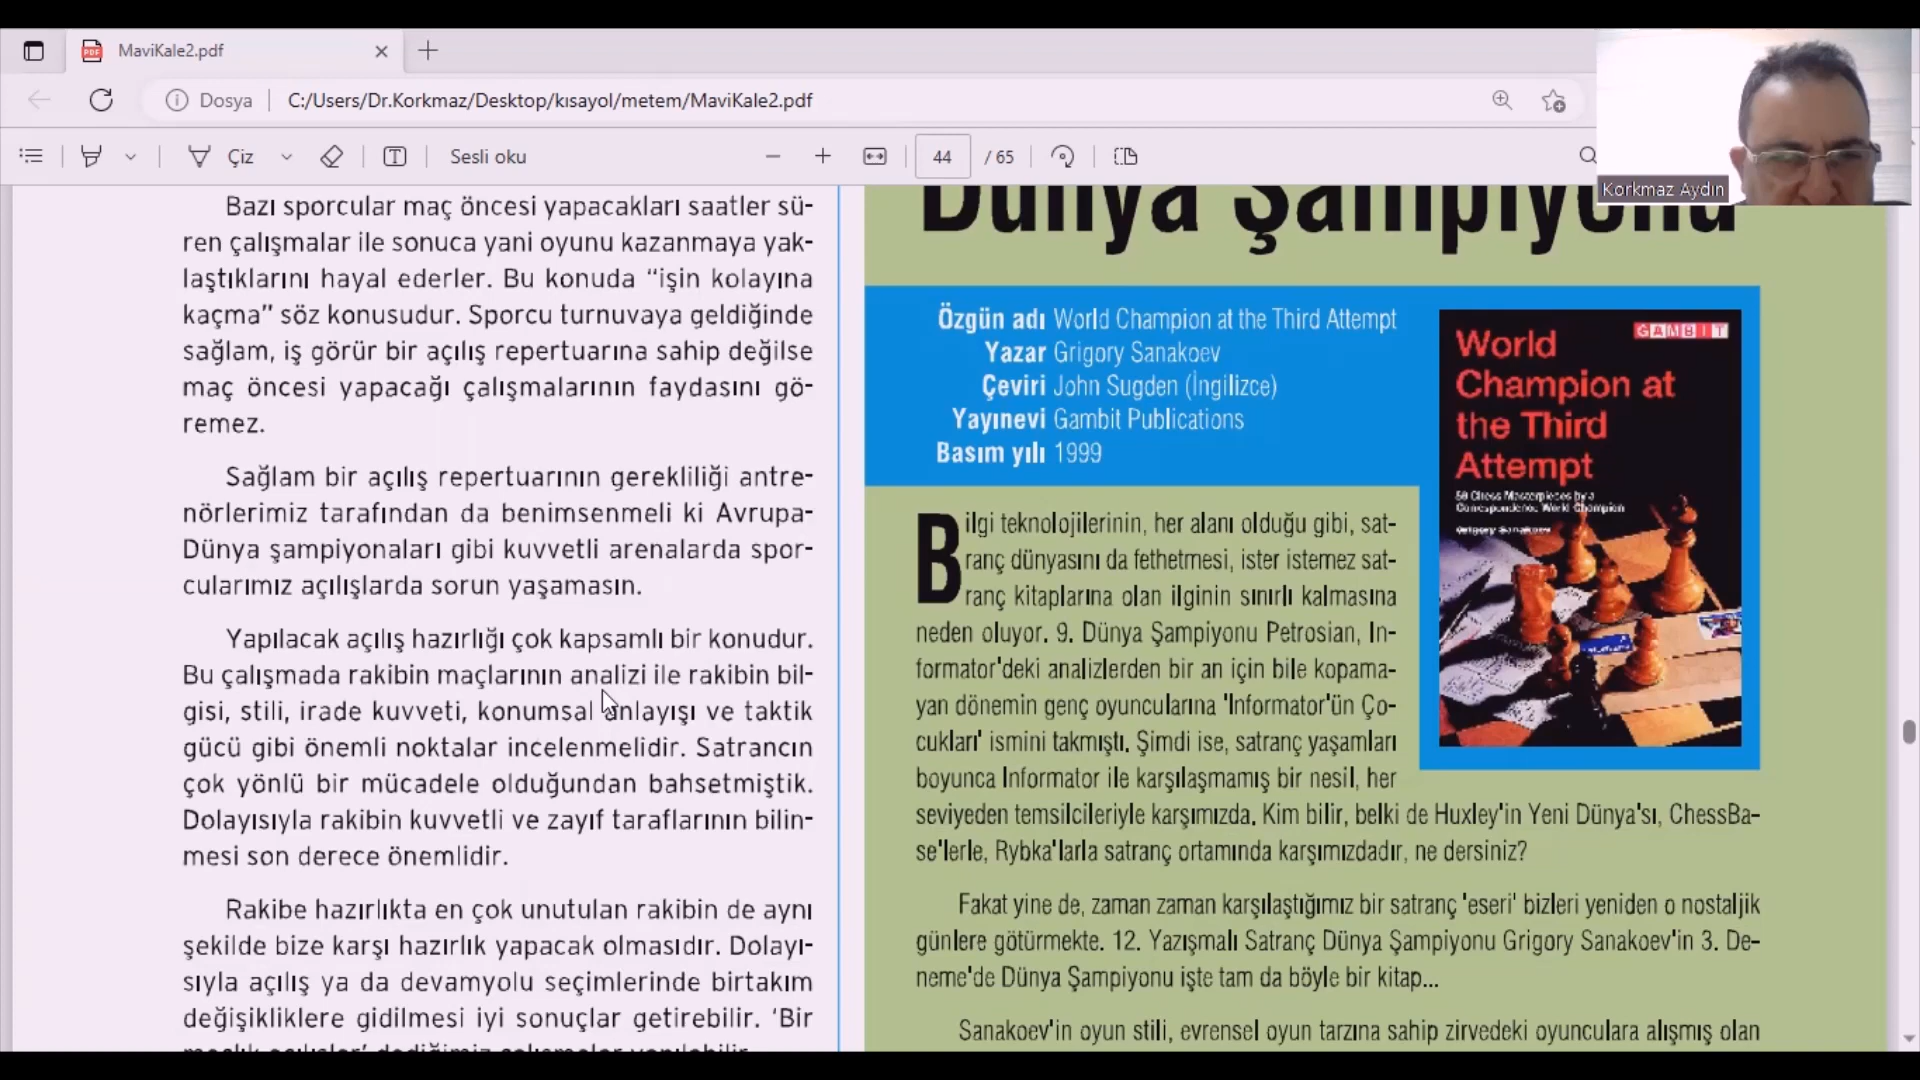 MaviKale2.pdf
Dosya
C:/Users/Dr.Korkmaz/Desktop/kısayol/metem/MaviKale2.pdf
Çiz
Sesli oku
44 / 65
Korkmaz Aydın
Bazı sporcular maç öncesi yapacakları saatler sü-
ren çalışmalar ile sonuca yani oyunu kazanmaya yak-
laştıklarını hayal ederler. Bu konuda “işin kolayına
kaçma” söz konusudur. Sporcu turnuvaya geldiğinde
sağlam, iş görür bir açılış repertuarına sahip değilse
maç öncesi yapacağı çalışmalarının faydasını gö-
remez.
Sağlam bir açılış repertuarının gerekliliği antre-
nörlerimiz tarafından da benimsenmeli ki Avrupa-
Dünya şampiyonaları gibi kuvvetli arenalarda spor-
cularımız açılışlarda sorun yaşamasın.
Yapılacak açılış hazırlığı çok kapsamlı bir konudur.
Bu çalışmada rakibin maçlarının analizi ile rakibin bil-
gisi, stili, irade kuvveti, konumsal anlayışı ve taktik
gücü gibi önemli noktalar incelenmelidir. Satrancın
çok yönlü bir mücadele olduğundan bahsetmiştik.
Dolayısıyla rakibin kuvvetli ve zayıf taraflarının bilin-
mesi son derece önemlidir.
Rakibe hazırlıkta en çok unutulan rakibin de aynı
şekilde bize karşı hazırlık yapacak olmasıdır. Dolayı-
sıyla açılış ya da devamyolu seçimlerinde birtakım
değişikliklere gidilmesi iyi sonuçlar getirebilir. ‘Bir
maçlık açılışlar’ dediğimiz çalışmalar yapılabilir.
Dünya Şampiyonu
Özgün adı World Champion at the Third Attempt
Yazar Grigory Sanakoev
Çeviri John Sugden (İngilizce)
Yayınevi Gambit Publications
Basım yılı 1999
GAMBIT
World
Champion at
the Third
Attempt
58 Chess Masterpieces by a
Correspondence World Champion
Grigory Sanakoev
Bilgi teknolojilerinin, her alanı olduğu gibi, sat-
ranç dünyasını da fethetmesi, ister istemez sat-
ranç kitaplarına olan ilginin sınırlı kalmasına
neden oluyor. 9. Dünya Şampiyonu Petrosian, In-
formator'deki analizlerden bir an için bile kopama-
yan dönemin genç oyuncularına 'Informator'ün Ço-
cukları' ismini takmıştı. Şimdi ise, satranç yaşamları
boyunca Informator ile karşılaşmamış bir nesil, her
seviyeden temsilcileriyle karşımızda. Kim bilir, belki de Huxley'in Yeni Dünya'sı, ChessBa-
se'lerle, Rybka'larla satranç ortamında karşımızdadır, ne dersiniz?
Fakat yine de, zaman zaman karşılaştığımız bir satranç 'eseri' bizleri yeniden o nostaljik
günlere götürmekte. 12. Yazışmalı Satranç Dünya Şampiyonu Grigory Sanakoev'in 3. De-
neme'de Dünya Şampiyonu işte tam da böyle bir kitap...
Sanakoev'in oyun stili, evrensel oyun tarzına sahip zirvedeki oyunculara alışmış olan